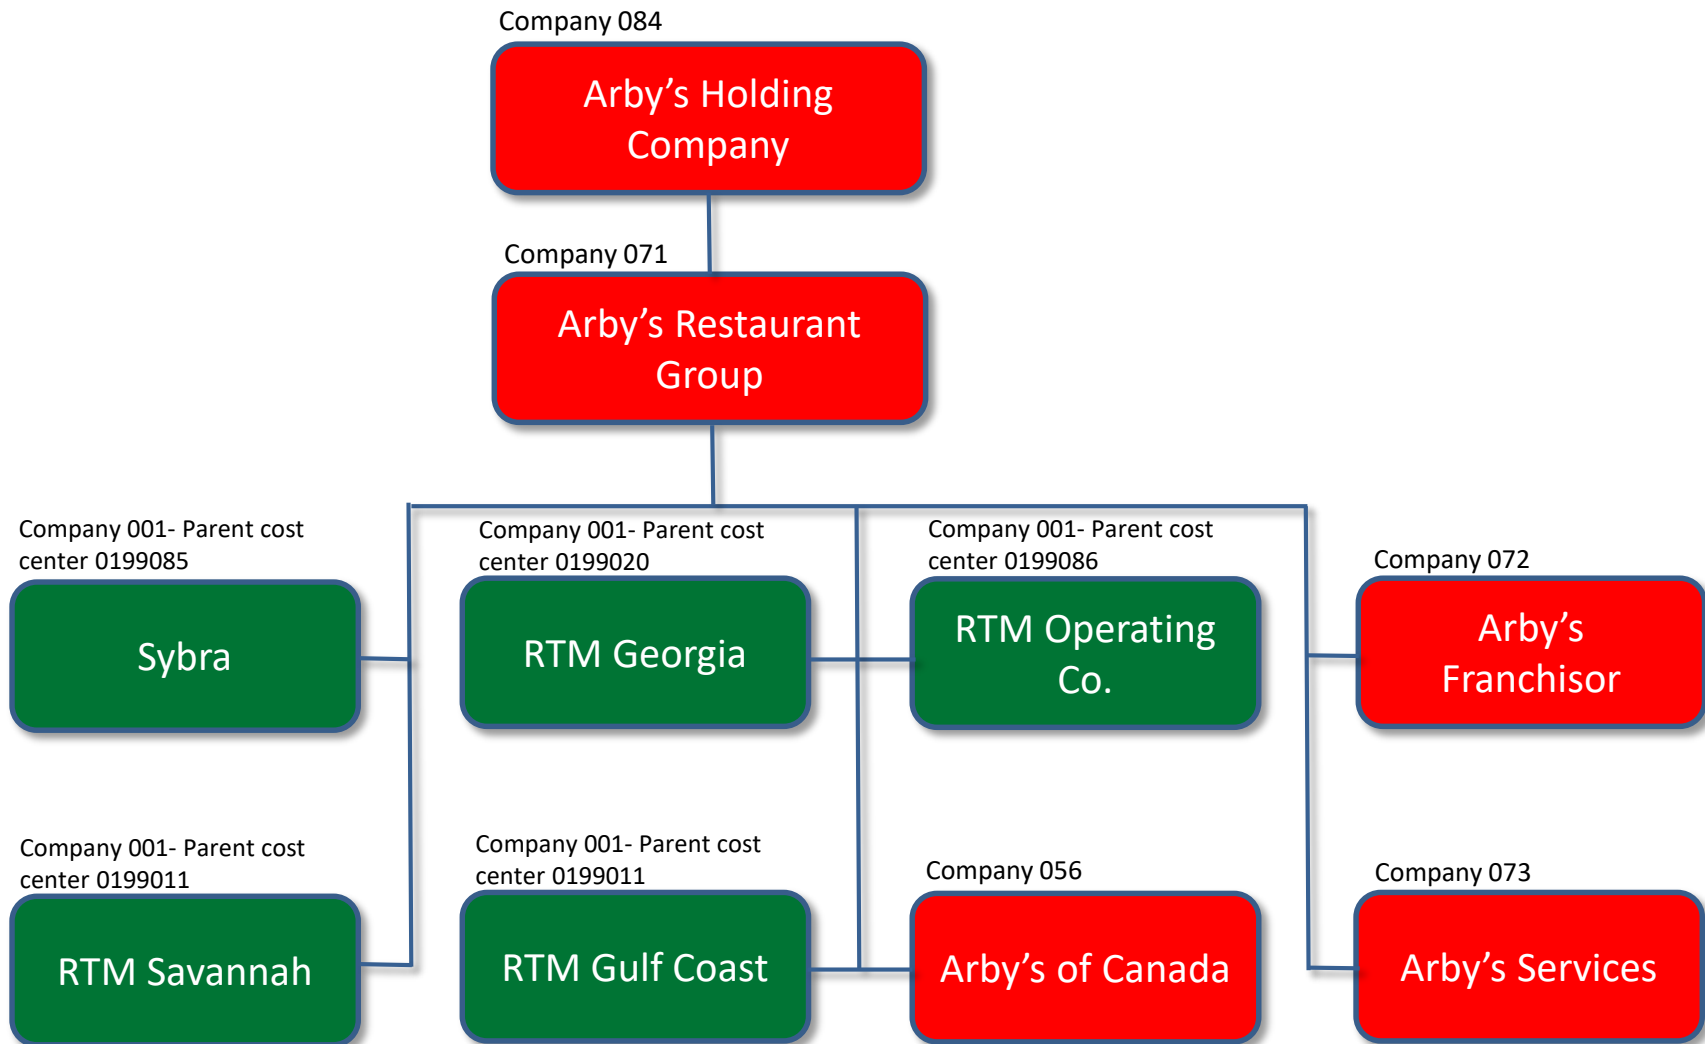 Company 084
Arby’s Holding
Company
Company 071
Arby’s Restaurant
Group
Company 001- Parent cost
center 0199085
Sybra
Company 001- Parent cost
center 0199020
RTM Georgia
Company 001- Parent cost
center 0199086
RTM Operating
Co.
Company 072
Arby’s
Franchisor
Company 001- Parent cost
center 0199011
RTM Savannah
Company 001- Parent cost
center 0199011
RTM Gulf Coast
Company 056
Arby’s of Canada
Company 073
Arby’s Services